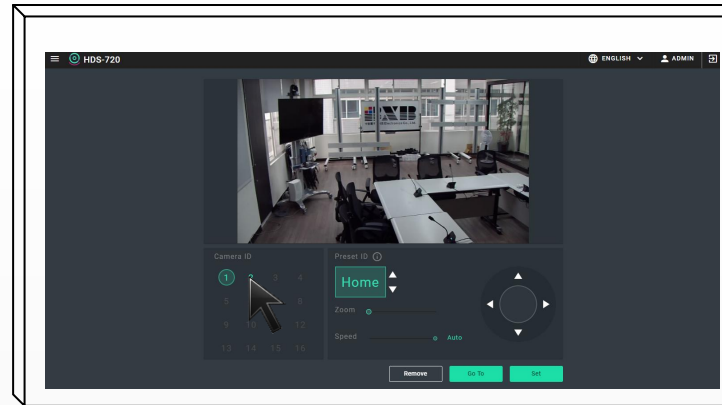 HDS-720
ENGLISH
ADMIN
Camera ID
Preset ID
1 2 3 4
Home
5 8
Zoom
9 10 12
Speed
Auto
13 14 15 16
Remove
Go To
Set